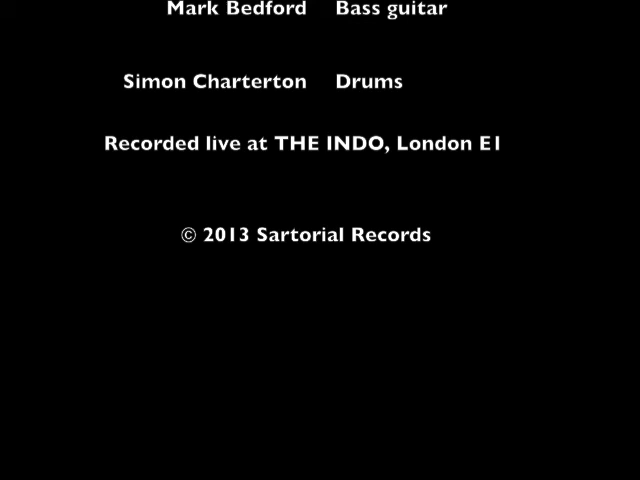 Mark Bedford Bass guitar
Simon Charterton Drums
Recorded live at THE INDO, London E1
© 2013 Sartorial Records